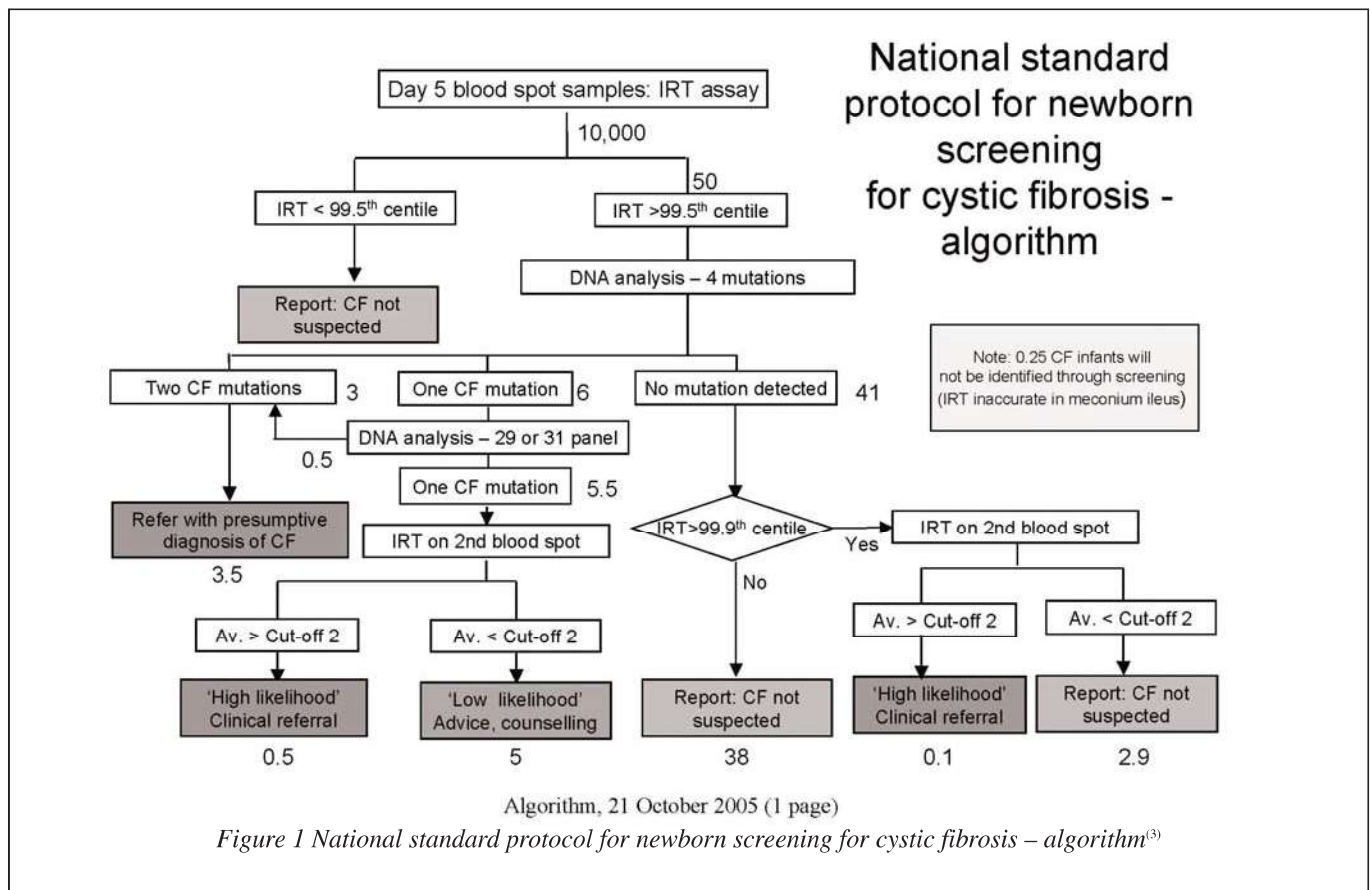 National standard
protocol for newborn
screening
for cystic fibrosis -
algorithm
Day 5 blood spot samples: IRT assay
10,000
50
IRT < 99.5th centile
IRT >99.5th centile
DNA analysis – 4 mutations
Report: CF not
suspected
Note: 0.25 CF infants will
not be identified through screening
(IRT inaccurate in meconium ileus)
Two CF mutations
3
One CF mutation
6
No mutation detected
41
DNA analysis – 29 or 31 panel
0.5
One CF mutation
5.5
Refer with presumptive
diagnosis of CF
3.5
IRT on 2nd blood spot
IRT>99.9th centile
Yes
No
IRT on 2nd blood spot
Av. > Cut-off 2
Av. < Cut-off 2
Av. > Cut-off 2
Av. < Cut-off 2
'High likelihood'
Clinical referral
0.5
'Low likelihood'
Advice, counselling
5
Report: CF not
suspected
38
'High likelihood'
Clinical referral
0.1
Report: CF not
suspected
2.9
Algorithm, 21 October 2005 (1 page)
Figure 1 National standard protocol for newborn screening for cystic fibrosis – algorithm(3)